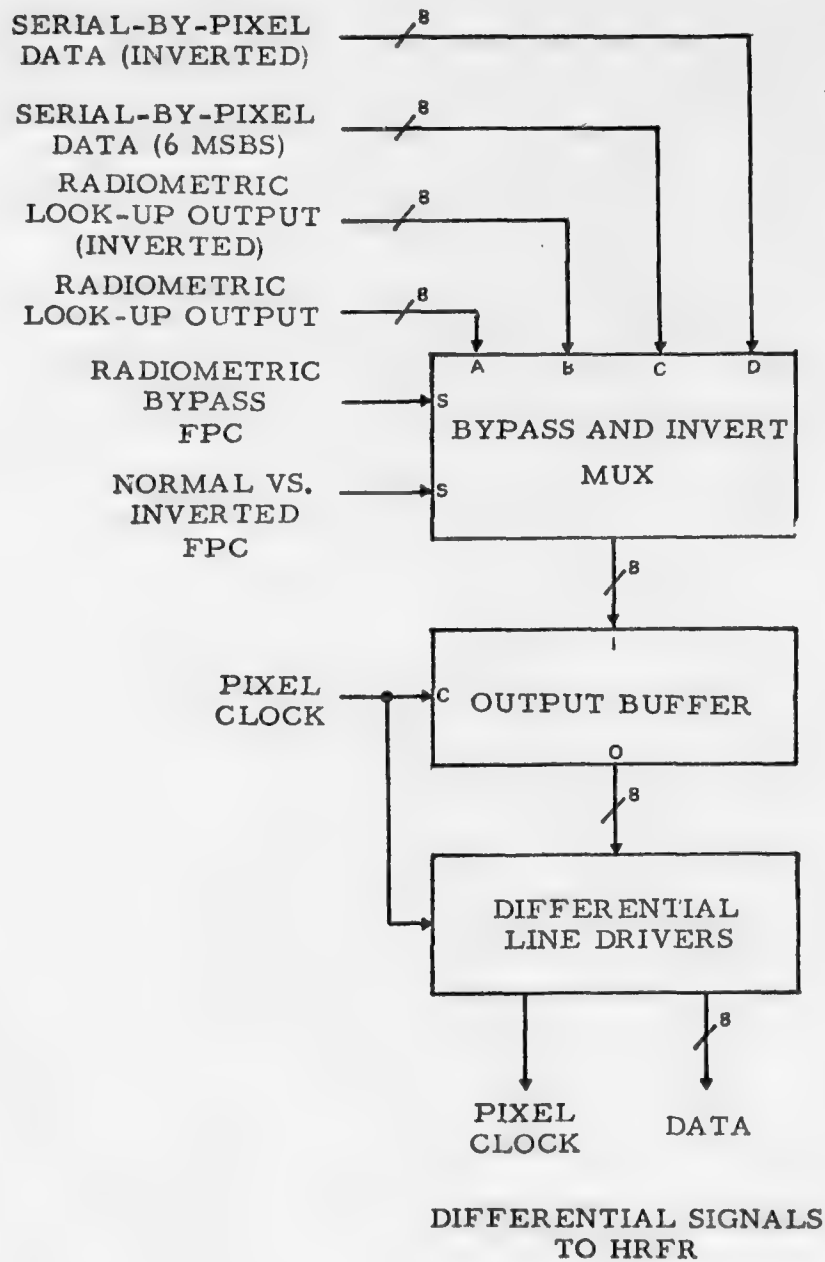 8
SERIAL-BY-PIXEL
DATA (INVERTED)
8
SERIAL-BY-PIXEL
DATA (6 MSBS)
8
RADIOMETRIC
LOOK-UP OUTPUT
(INVERTED)
8
RADIOMETRIC
LOOK-UP OUTPUT
A B C D
RADIOMETRIC
BYPASS
FPC
S
BYPASS AND INVERT
MUX
NORMAL VS.
INVERTED
FPC
S
8
I
PIXEL
CLOCK
C
OUTPUT BUFFER
O
8
DIFFERENTIAL
LINE DRIVERS
8
PIXEL
CLOCK
DATA
DIFFERENTIAL SIGNALS
TO HRFR